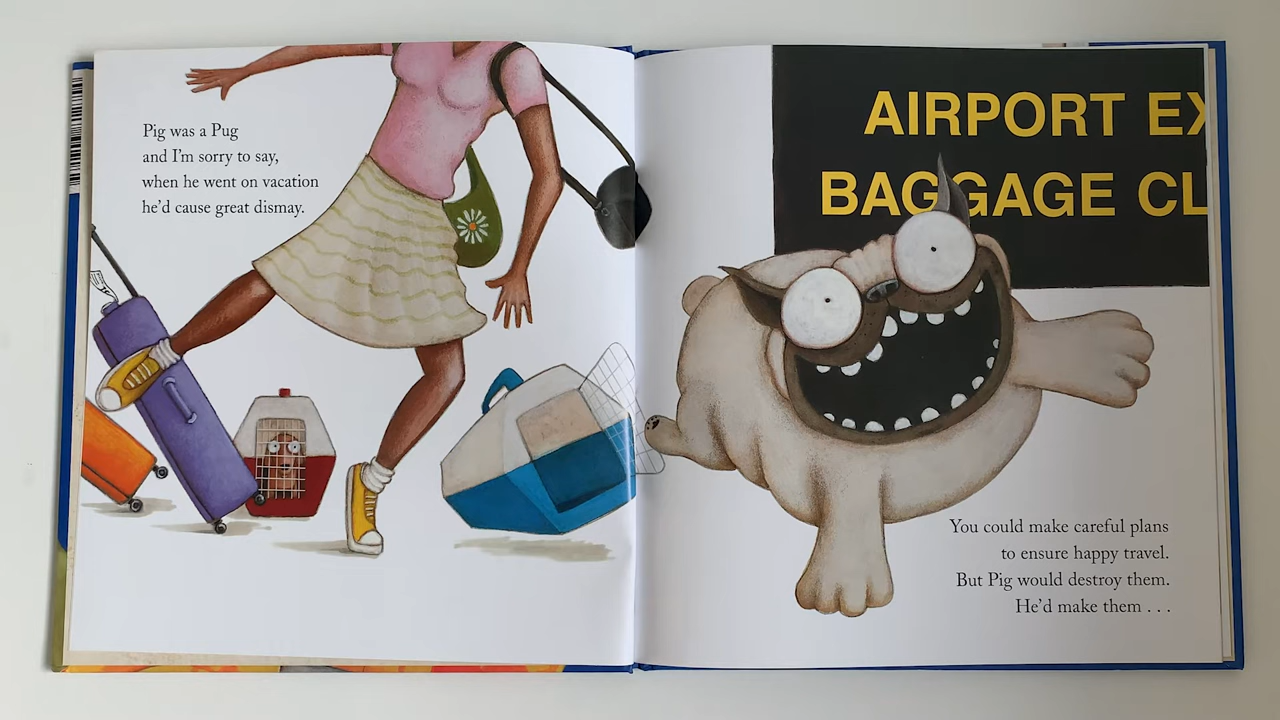 Pig was a Pug
and I'm sorry to say,
when he went on vacation
he'd cause great dismay.
AIRPORT EX
BAGGAGE CL
You could make careful plans
to ensure happy travel.
But Pig would destroy them.
He'd make them . . .